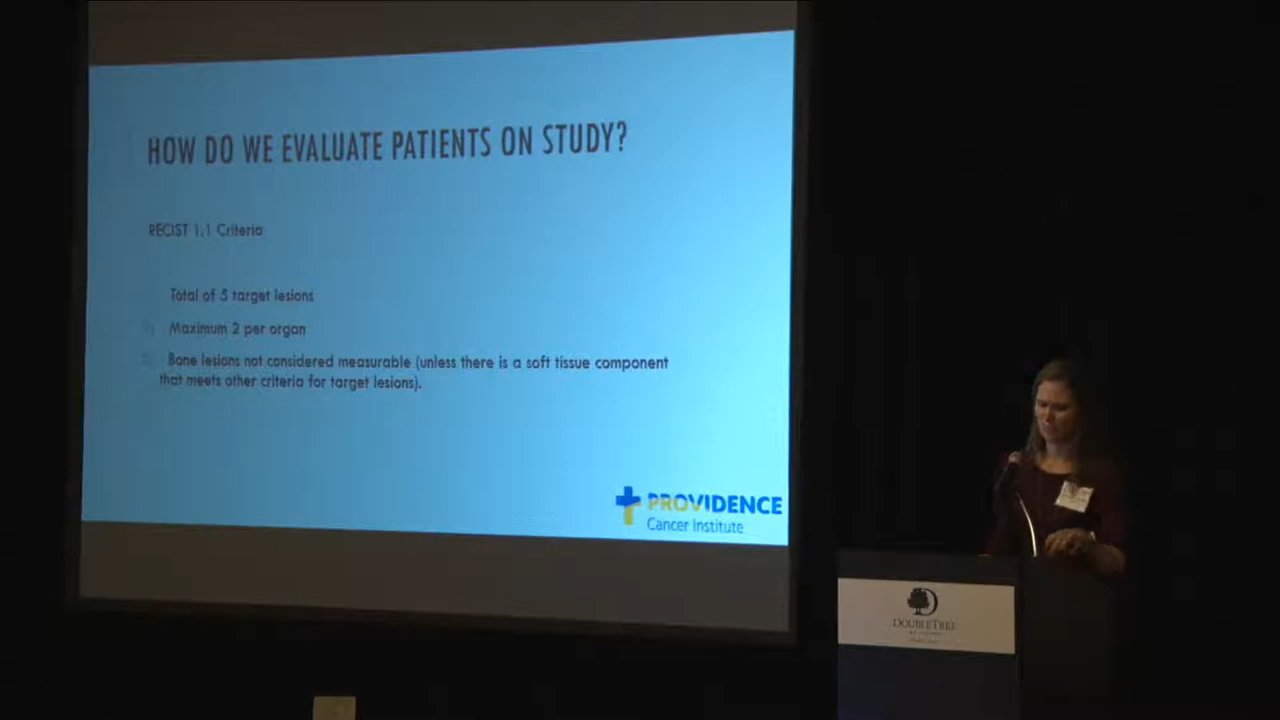 HOW DO WE EVALUATE PATIENTS ON STUDY?
RECIST 1.1 Criteria
Total of 5 target lesions
Maximum 2 per organ
Bone lesions not considered measurable (unless there is a soft tissue component
that meets other criteria for target lesions).
PROVIDENCE
Cancer Institute
DOUBLETREE